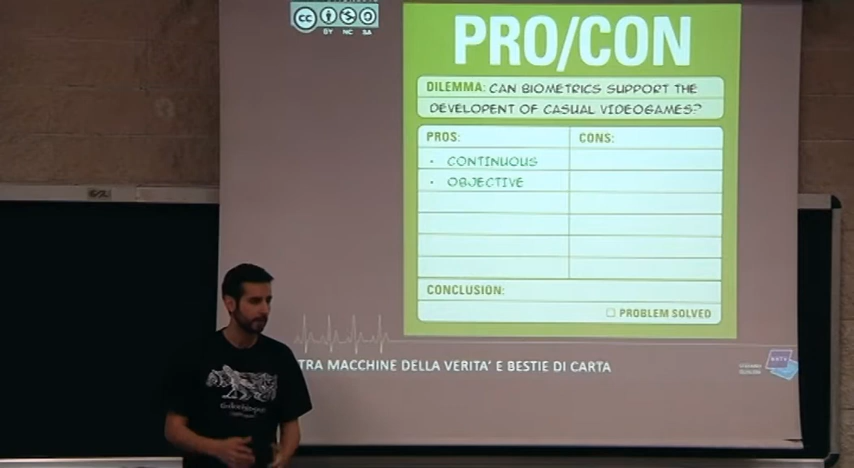 cc
BY NC SA
PRO/CON
DILEMMA: CAN BIOMETRICS SUPPORT THE
DEVELOPENT OF CASUAL VIDEOGAMES?
PROS: CONS:
· CONTINUOUS
· OBJECTIVE
CONCLUSION:
PROBLEM SOLVED
TRA MACCHINE DELLA VERITA' E BESTIE DI CARTA